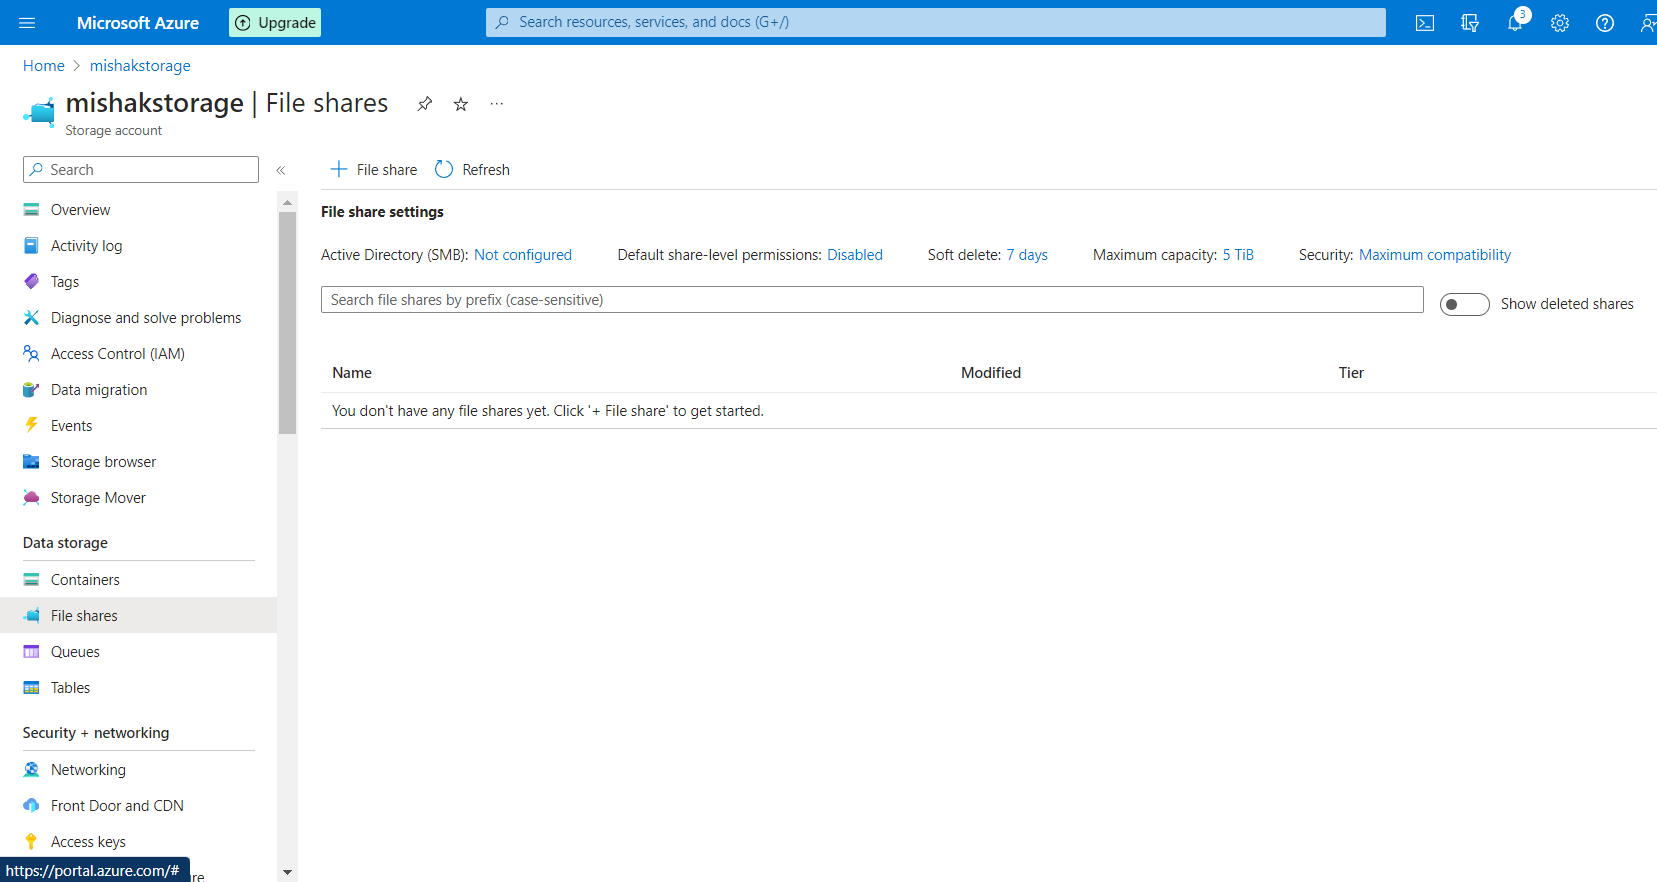 Microsoft Azure
Upgrade
Search resources, services, and docs (G+/)
3
Home > mishakstorage
mishakstorage | File shares
Storage account
Search
«
+ File share
Refresh
Overview
Activity log
Tags
Diagnose and solve problems
Access Control (IAM)
Data migration
Events
Storage browser
Storage Mover
Data storage
Containers
File shares
Queues
Tables
Security + networking
Networking
Front Door and CDN
Access keys
https://portal.azure.com/#
File share settings
Active Directory (SMB): Not configured
Default share-level permissions: Disabled
Soft delete: 7 days
Maximum capacity: 5 TiB
Security: Maximum compatibility
Search file shares by prefix (case-sensitive)
Show deleted shares
Name Modified Tier
You don't have any file shares yet. Click '+ File share' to get started.